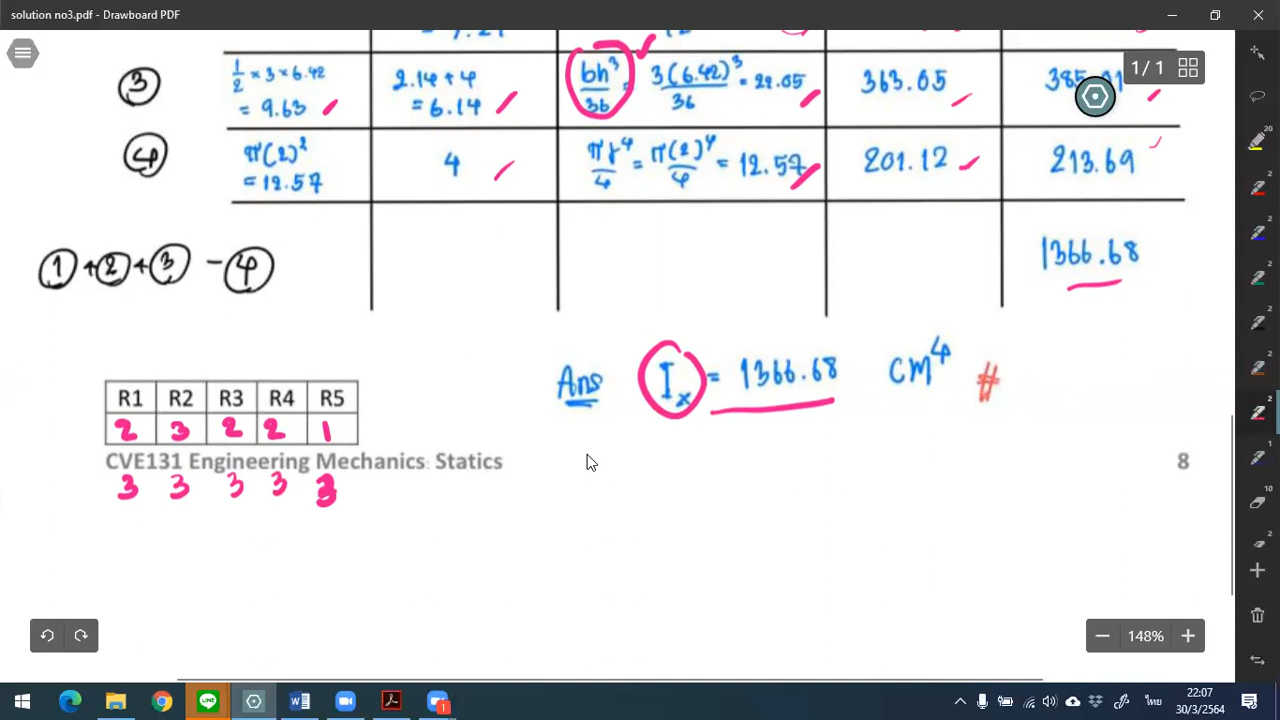 solution no3.pdf - Drawboard PDF
③ 1/2 × 3 × 6.42 2.14 + 4 bh³/36 = 3(6.42)³/36 = 22.05 363.05 1 / 1
= 9.63 = 6.14
④ π(2)² 4 πr⁴/4 = π(2)⁴/4 = 12.57 201.12 213.69
= 12.57
① + ② + ③ - ④ 1366.68
Ans Ix = 1366.68 cm⁴ #
R1 R2 R3 R4 R5
2 3 2 2 1
CVE131 Engineering Mechanics: Statics 8
3 3 3 3 3
148%
22:07
ไทย
30/3/2564